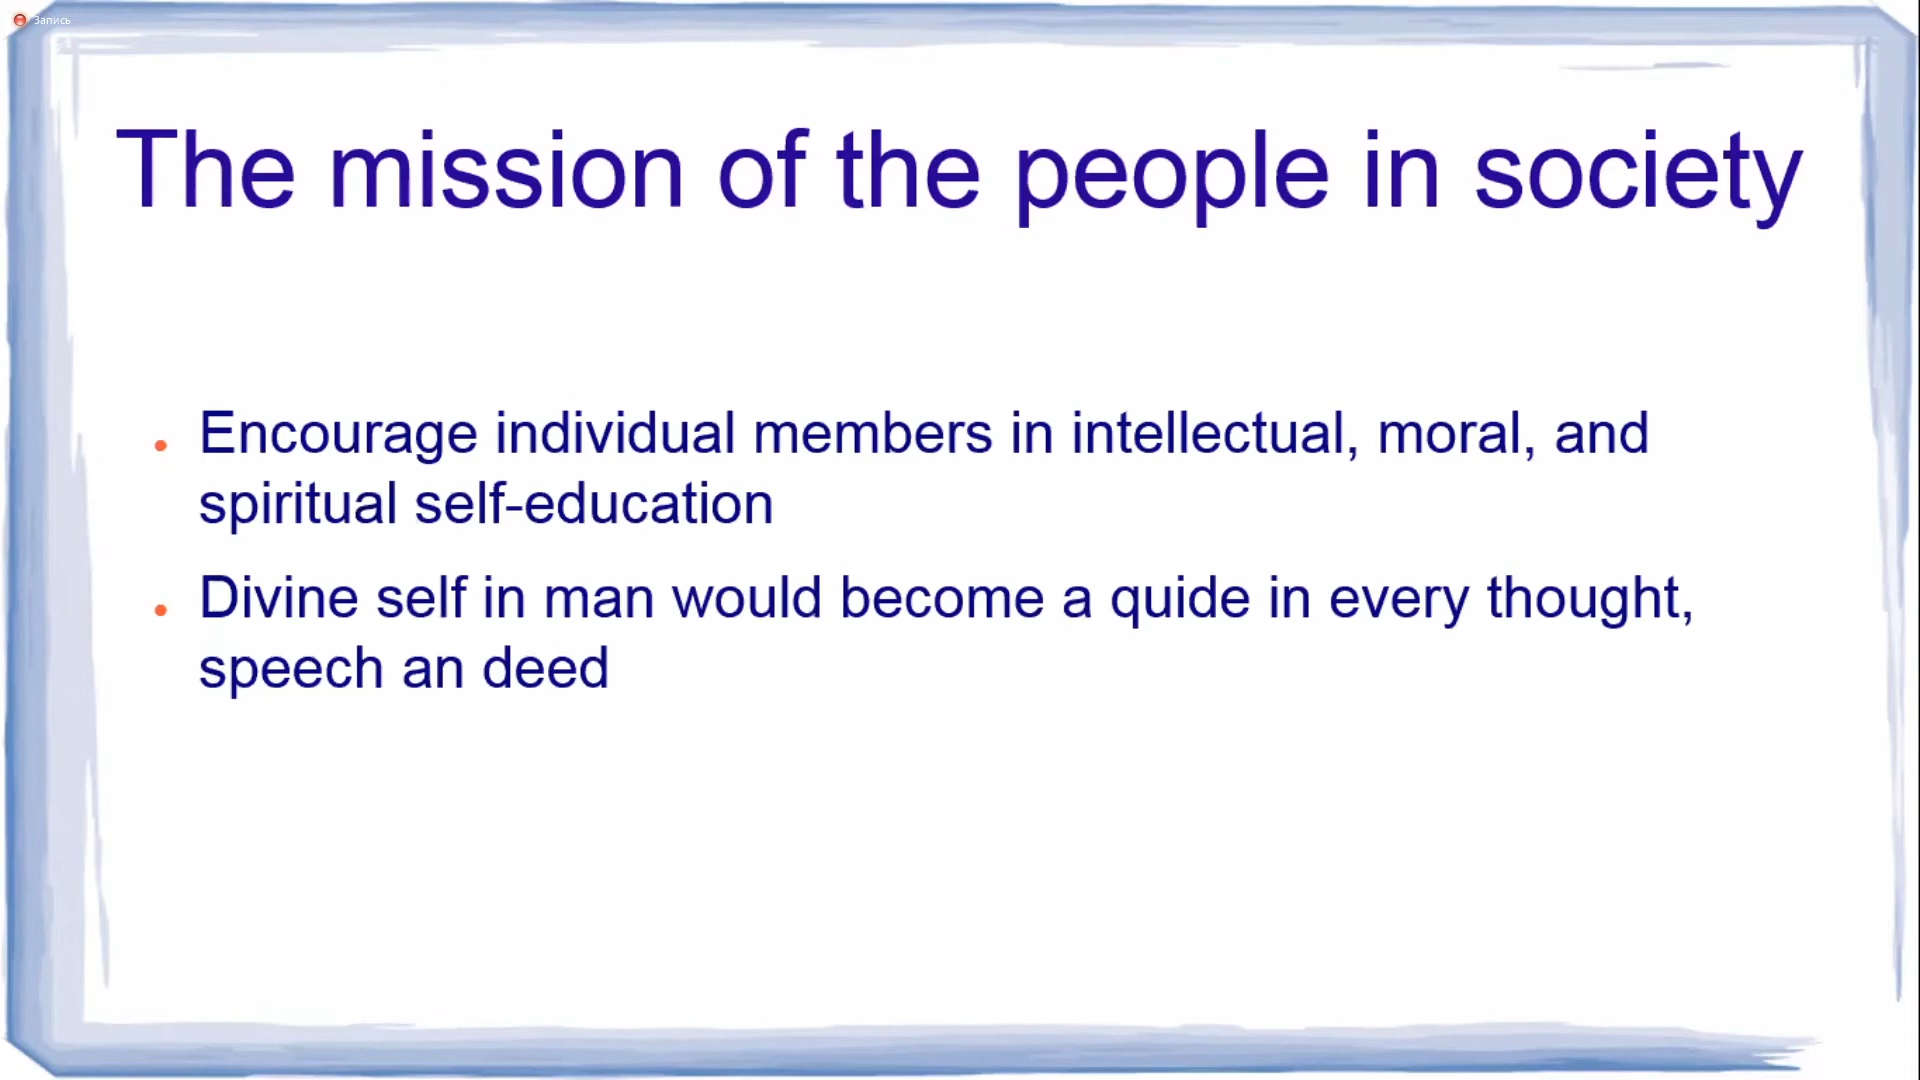 Запись
The mission of the people in society
Encourage individual members in intellectual, moral, and
spiritual self-education
Divine self in man would become a quide in every thought,
speech an deed